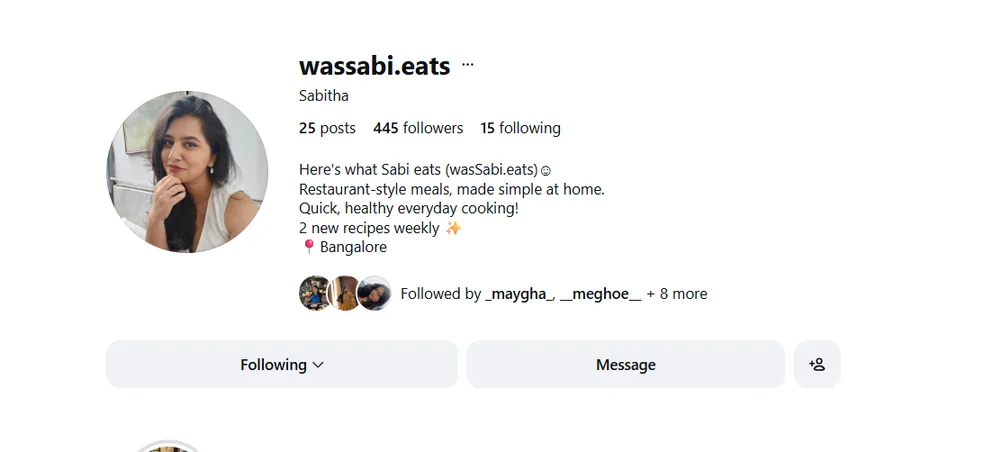 wassabi.eats ...
Sabitha
25 posts 445 followers 15 following
Here's what Sabi eats (wasSabi.eats)☺
Restaurant-style meals, made simple at home.
Quick, healthy everyday cooking!
2 new recipes weekly ✨
📍Bangalore
Followed by _maygha_, __meghoe__ + 8 more
Following Message